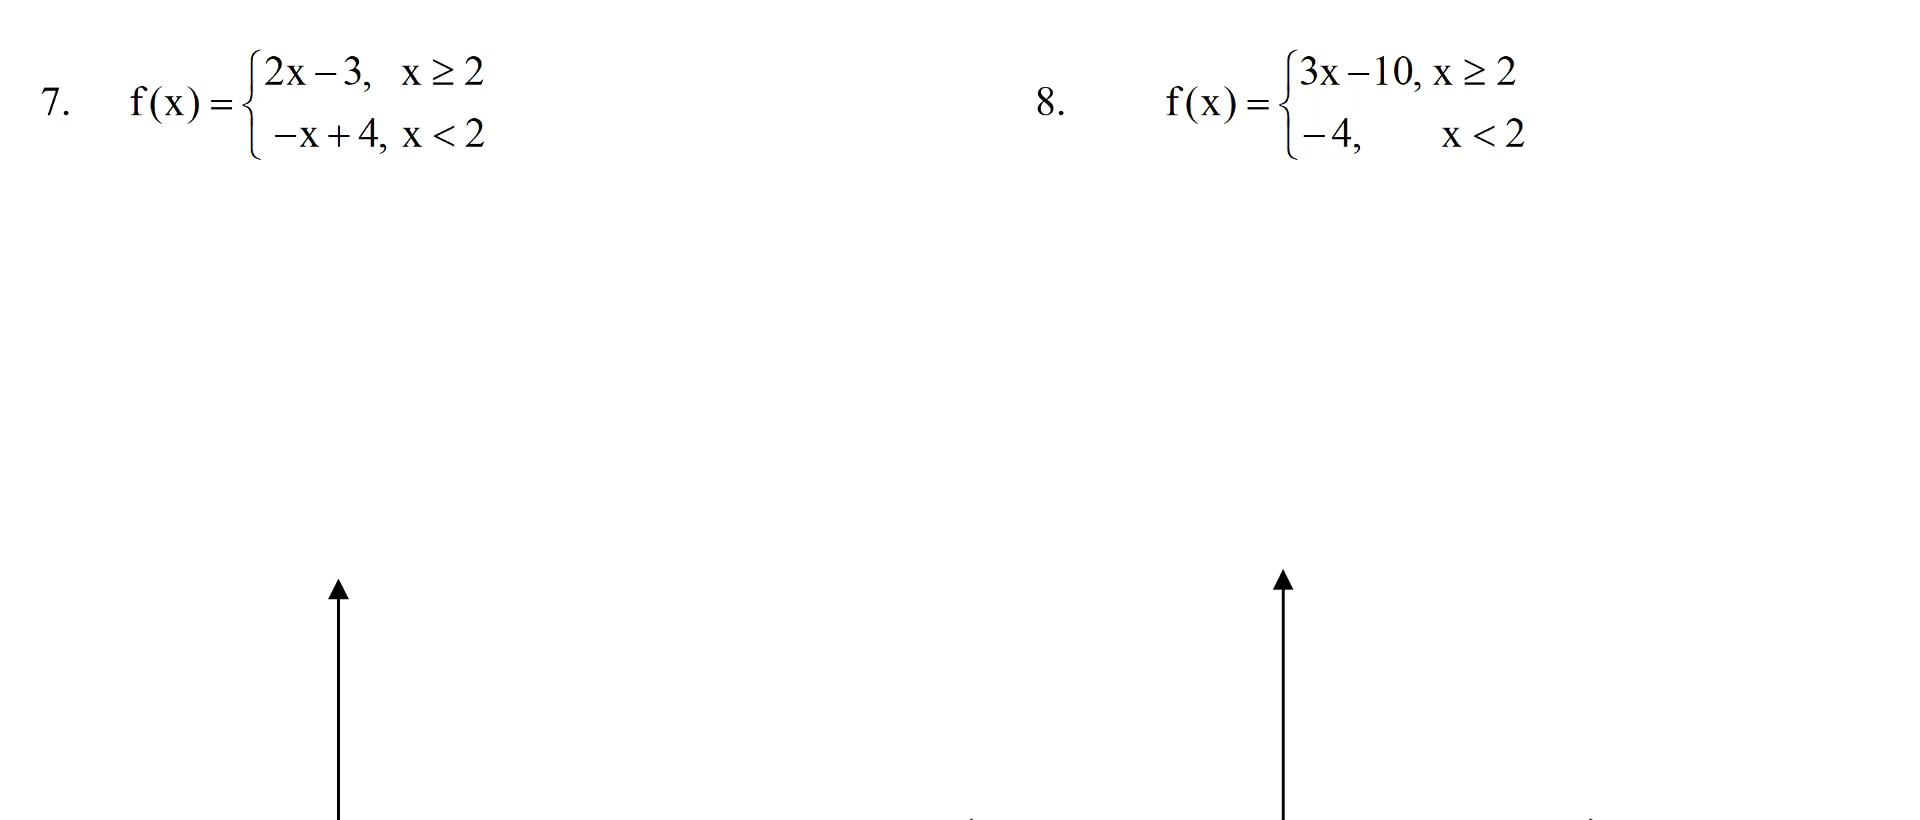 7. f(x) = { 2x − 3, x ≥ 2
−x + 4, x < 2
8. f(x) = { 3x − 10, x ≥ 2
− 4, x < 2